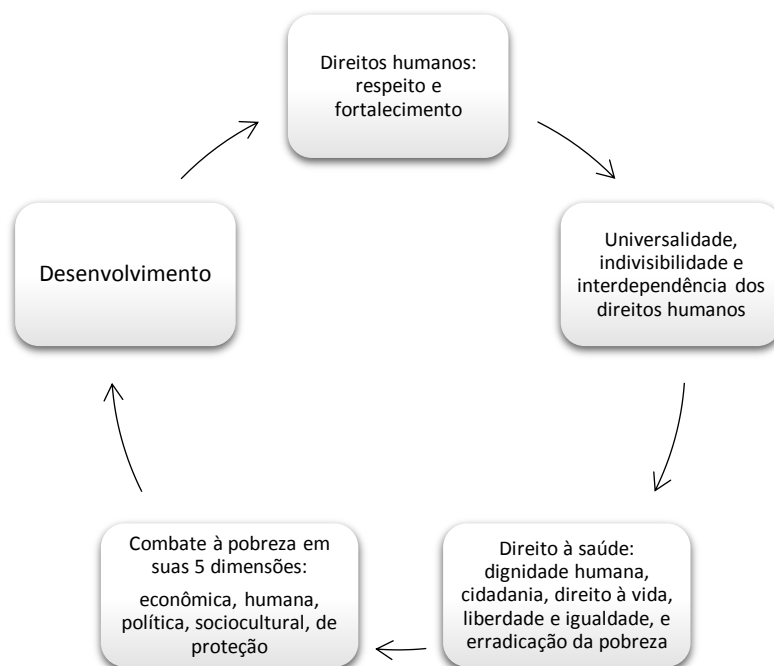 Direitos humanos:
respeito e
fortalecimento
Universalidade,
indivisibilidade e
interdependência dos
direitos humanos
Direito à saúde:
dignidade humana,
cidadania, direito à vida,
liberdade e igualdade, e
erradicação da pobreza
Combate à pobreza em
suas 5 dimensões:
econômica, humana,
política, sociocultural, de
proteção
Desenvolvimento